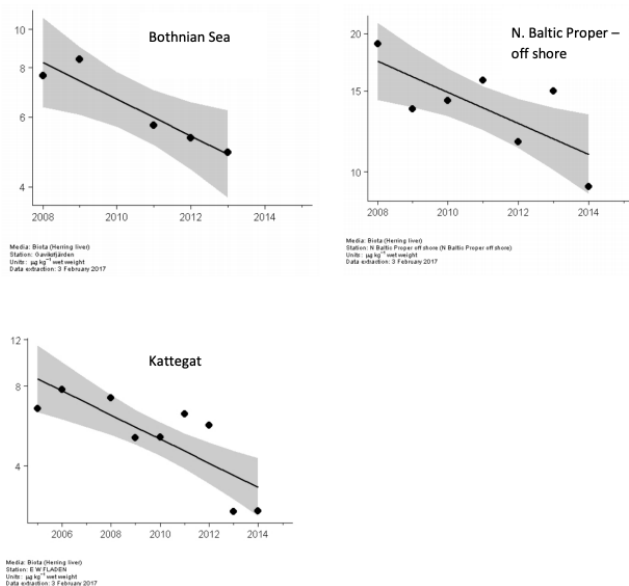 Bothnian Sea
10
8
6
4
2008 2010 2012 2014
Media: Biota (Herring liver)
Station: Gaviksfjärden
Units: µg kg⁻¹ wet weight
Data extraction: 3 February 2017
N. Baltic Proper –
off shore
20
15
10
2008 2010 2012 2014
Media: Biota (Herring liver)
Station: N Baltic Proper off shore (N Baltic Proper off shore)
Units: µg kg⁻¹ wet weight
Data extraction: 3 February 2017
Kattegat
12
8
4
2006 2008 2010 2012 2014
Media: Biota (Herring liver)
Station: E W FLADEN
Units: µg kg⁻¹ wet weight
Data extraction: 3 February 2017